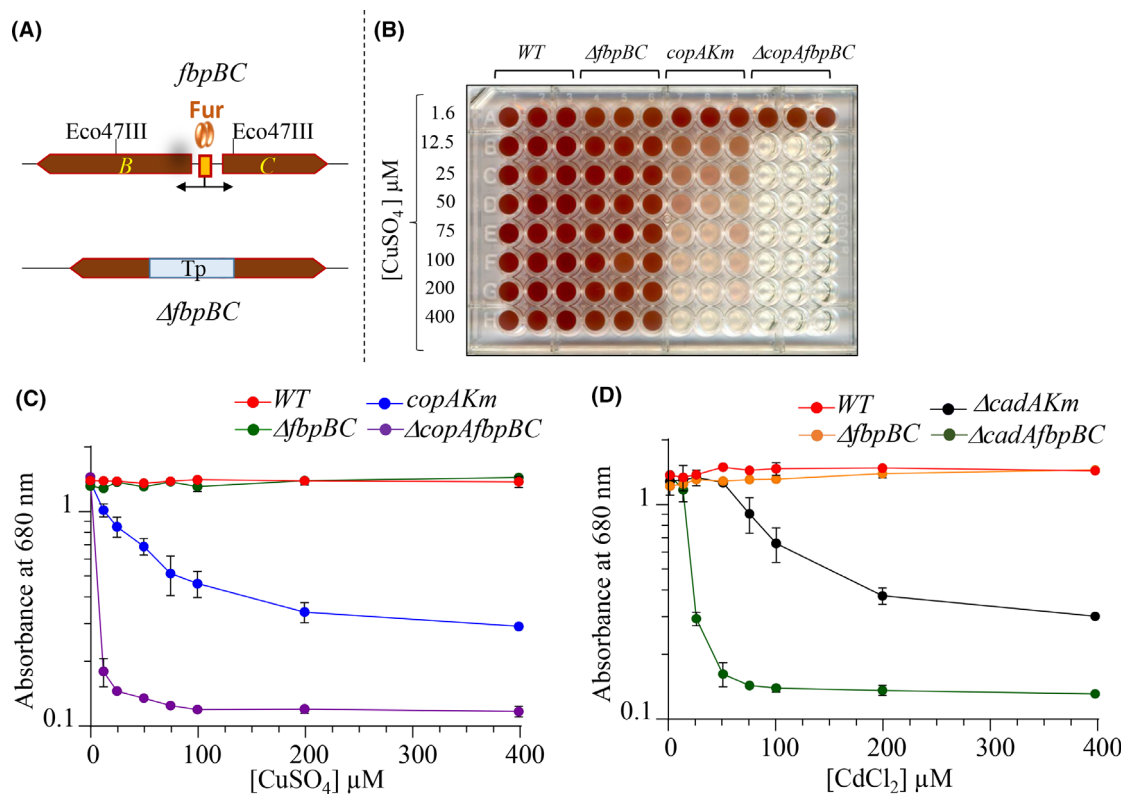 (A)
fbpBC
Fur
Eco47III Eco47III
B C
Tp
ΔfbpBC
(B)
WT ΔfbpBC copAKm ΔcopAfbpBC
[CuSO4] µM
1.6
12.5
25
50
75
100
200
400
A
B
C
D
E
F
G
H
(C)
WT copAKm
ΔfbpBC ΔcopAfbpBC
Absorbance at 680 nm
1
0.1
0 100 200 300 400
[CuSO4] µM
(D)
WT ΔcadAKm
ΔfbpBC ΔcadAfbpBC
Absorbance at 680 nm
1
0.1
0 100 200 300 400
[CdCl2] µM